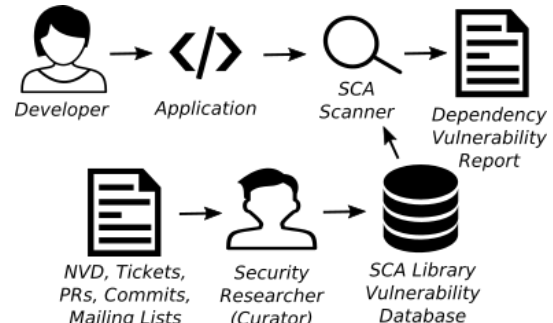 Developer
Application
SCA
Scanner
Dependency
Vulnerability
Report
NVD, Tickets,
PRs, Commits,
Mailing Lists
Security
Researcher
(Curator)
SCA Library
Vulnerability
Database